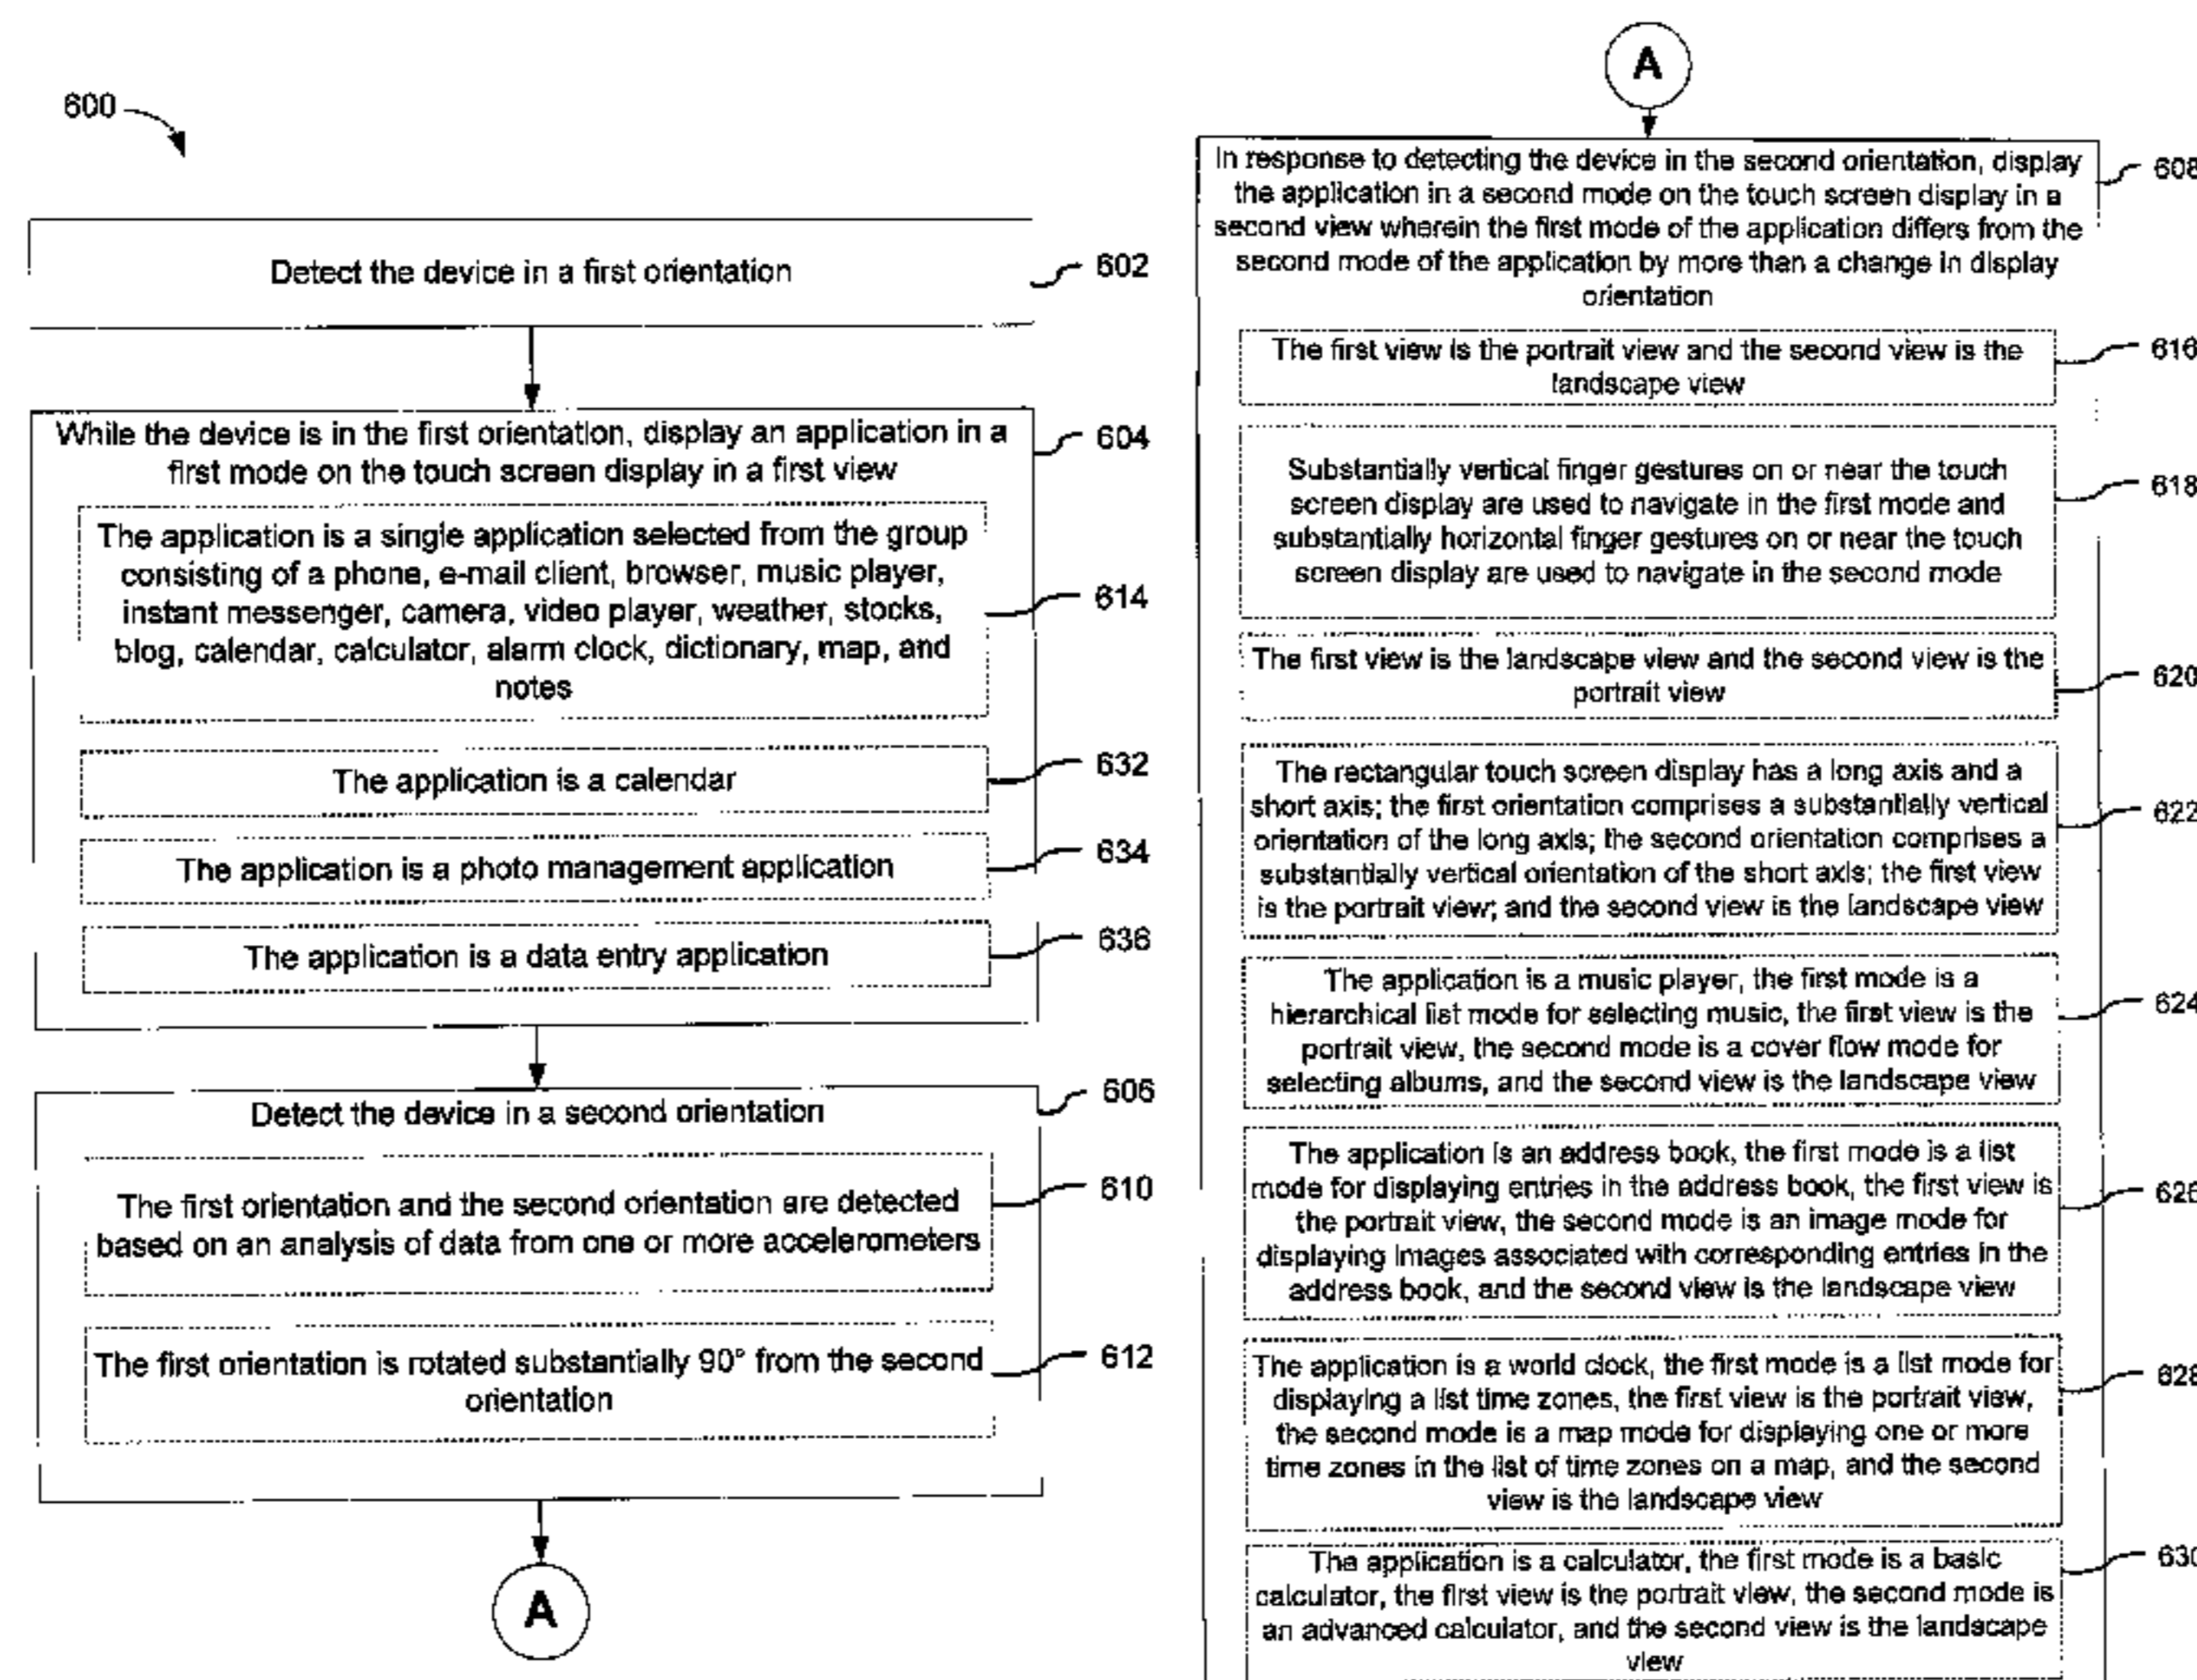 600
Detect the device in a first orientation
602
While the device is in the first orientation, display an application in a
first mode on the touch screen display in a first view
604
The application is a single application selected from the group
consisting of a phone, e-mail client, browser, music player,
instant messenger, camera, video player, weather, stocks,
blog, calendar, calculator, alarm clock, dictionary, map, and
notes
614
The application is a calendar
632
The application is a photo management application
634
The application is a data entry application
636
Detect the device in a second orientation
606
The first orientation and the second orientation are detected
based on an analysis of data from one or more accelerometers
610
The first orientation is rotated substantially 90° from the second
orientation
612
A
A
In response to detecting the device in the second orientation, display
the application in a second mode on the touch screen display in a
second view wherein the first mode of the application differs from the
second mode of the application by more than a change in display
orientation
608
The first view is the portrait view and the second view is the
landscape view
616
Substantially vertical finger gestures on or near the touch
screen display are used to navigate in the first mode and
substantially horizontal finger gestures on or near the touch
screen display are used to navigate in the second mode
618
The first view is the landscape view and the second view is the
portrait view
620
The rectangular touch screen display has a long axis and a
short axis; the first orientation comprises a substantially vertical
orientation of the long axis; the second orientation comprises a
substantially vertical orientation of the short axis; the first view
is the portrait view; and the second view is the landscape view
622
The application is a music player, the first mode is a
hierarchical list mode for selecting music, the first view is the
portrait view, the second mode is a cover flow mode for
selecting albums, and the second view is the landscape view
624
The application is an address book, the first mode is a list
mode for displaying entries in the address book, the first view is
the portrait view, the second mode is an image mode for
displaying images associated with corresponding entries in the
address book, and the second view is the landscape view
626
The application is a world clock, the first mode is a list mode for
displaying a list time zones, the first view is the portrait view,
the second mode is a map mode for displaying one or more
time zones in the list of time zones on a map, and the second
view is the landscape view
628
The application is a calculator, the first mode is a basic
calculator, the first view is the portrait view, the second mode is
an advanced calculator, and the second view is the landscape
view
630